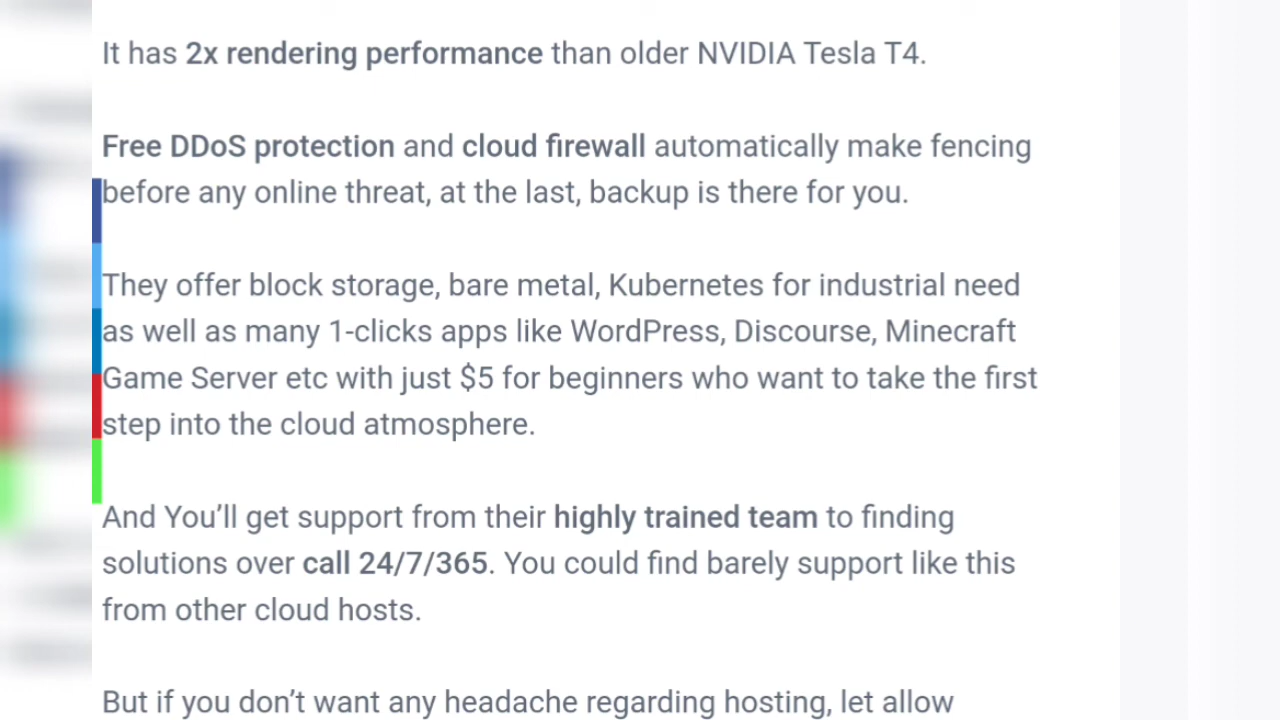 It has 2x rendering performance than older NVIDIA Tesla T4.
Free DDoS protection and cloud firewall automatically make fencing
before any online threat, at the last, backup is there for you.
They offer block storage, bare metal, Kubernetes for industrial need
as well as many 1-clicks apps like WordPress, Discourse, Minecraft
Game Server etc with just $5 for beginners who want to take the first
step into the cloud atmosphere.
And You’ll get support from their highly trained team to finding
solutions over call 24/7/365. You could find barely support like this
from other cloud hosts.
But if you don’t want any headache regarding hosting, let allow